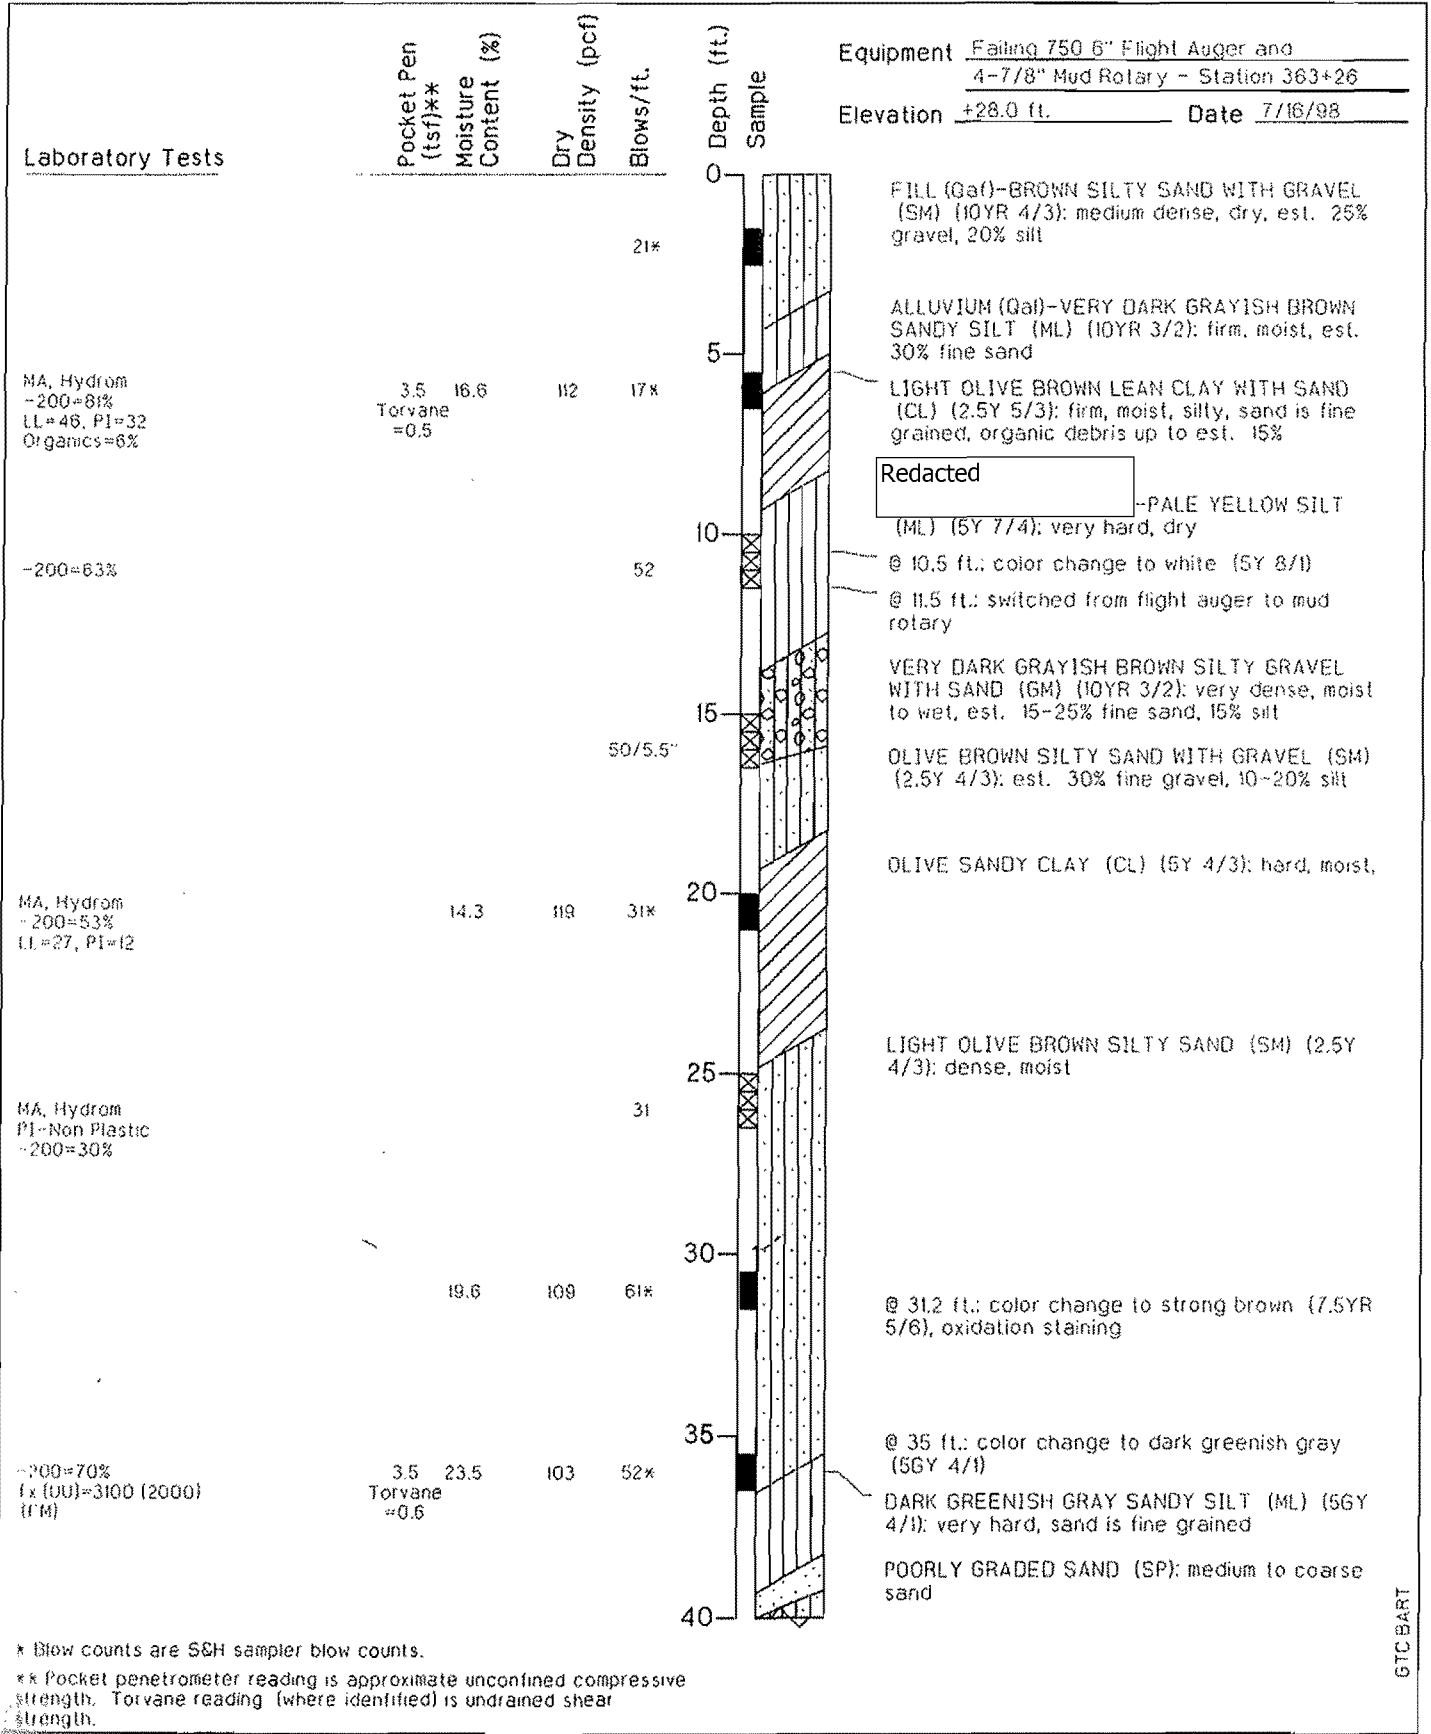 Equipment Failing 750 6" Flight Auger and
4-7/8" Mud Rotary - Station 363+26
Elevation +28.0 ft. Date 7/16/98
Laboratory Tests
Pocket Pen
(tsf)**
Moisture
Content (%)
Dry
Density (pcf)
Blows/ft.
Depth (ft.)
Sample
0
FILL (Qaf)-BROWN SILTY SAND WITH GRAVEL
(SM) (10YR 4/3): medium dense, dry, est. 25%
gravel, 20% silt
21*
ALLUVIUM (Qal)-VERY DARK GRAYISH BROWN
SANDY SILT (ML) (10YR 3/2): firm, moist, est.
30% fine sand
5
MA, Hydrom
-200=81%
LL=46, PI=32
Organics=6%
3.5 16.6 112 17*
Torvane
=0.5
LIGHT OLIVE BROWN LEAN CLAY WITH SAND
(CL) (2.5Y 5/3): firm, moist, silty, sand is fine
grained, organic debris up to est. 15%
Redacted
-PALE YELLOW SILT
(ML) (5Y 7/4): very hard, dry
10
@ 10.5 ft.: color change to white (5Y 8/1)
-200=63% 52
@ 11.5 ft.: switched from flight auger to mud
rotary
VERY DARK GRAYISH BROWN SILTY GRAVEL
WITH SAND (GM) (10YR 3/2): very dense, moist
to wet, est. 15-25% fine sand, 15% silt
15
50/5.5"
OLIVE BROWN SILTY SAND WITH GRAVEL (SM)
(2.5Y 4/3): est. 30% fine gravel, 10-20% silt
OLIVE SANDY CLAY (CL) (5Y 4/3): hard, moist,
20
MA, Hydrom
-200=53%
LL=27, PI=12
14.3 119 31*
LIGHT OLIVE BROWN SILTY SAND (SM) (2.5Y
4/3): dense, moist
25
MA, Hydrom
PI-Non Plastic
-200=30%
31
30
19.6 109 61*
@ 31.2 ft.: color change to strong brown (7.5YR
5/6), oxidation staining
35
@ 35 ft.: color change to dark greenish gray
(5GY 4/1)
-200=70%
Tx (UU)=3100 (2000)
3.5 23.5 103 52*
Torvane
=0.6
DARK GREENISH GRAY SANDY SILT (ML) (5GY
4/1): very hard, sand is fine grained
POORLY GRADED SAND (SP): medium to coarse
sand
40
GTC BART
* Blow counts are S&H sampler blow counts.
** Pocket penetrometer reading is approximate unconfined compressive
strength. Torvane reading (where identified) is undrained shear
strength.